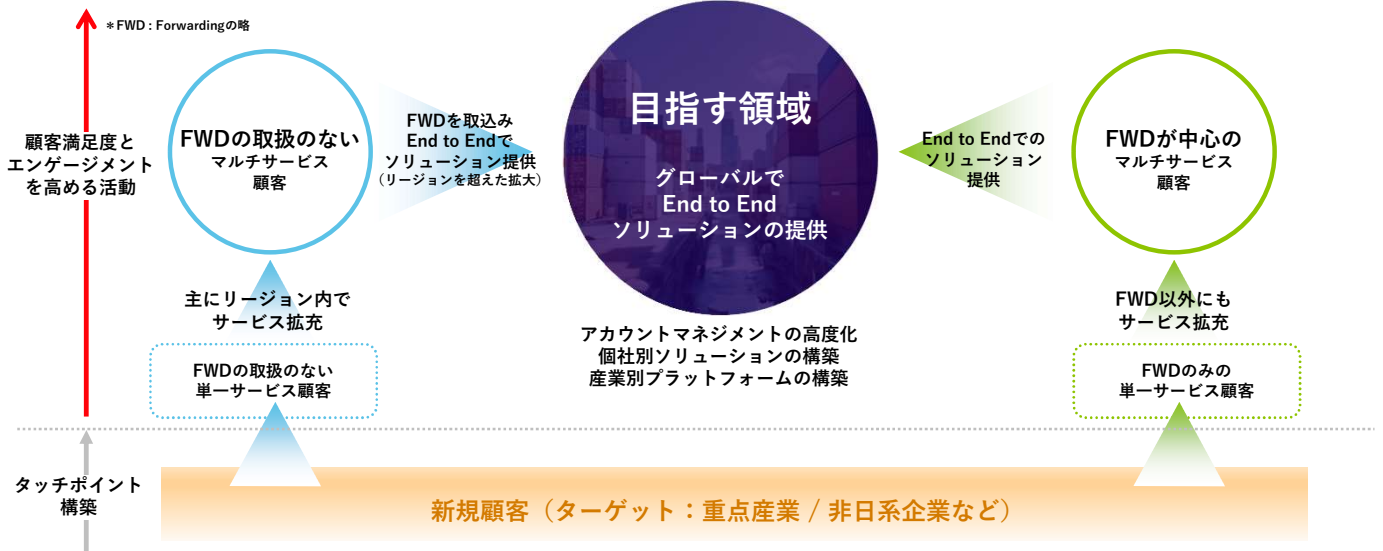 ＊FWD : Forwardingの略
顧客満足度と
エンゲージメント
を高める活動
FWDの取扱のない
マルチサービス
顧客
FWDを取込み
End to Endで
ソリューション提供
（リージョンを超えた拡大）
目指す領域
グローバルで
End to End
ソリューションの提供
End to Endでの
ソリューション
提供
FWDが中心の
マルチサービス
顧客
主にリージョン内で
サービス拡充
アカウントマネジメントの高度化
個社別ソリューションの構築
産業別プラットフォームの構築
FWD以外にも
サービス拡充
FWDの取扱のない
単一サービス顧客
FWDのみの
単一サービス顧客
タッチポイント
構築
新規顧客（ターゲット：重点産業 / 非日系企業など）